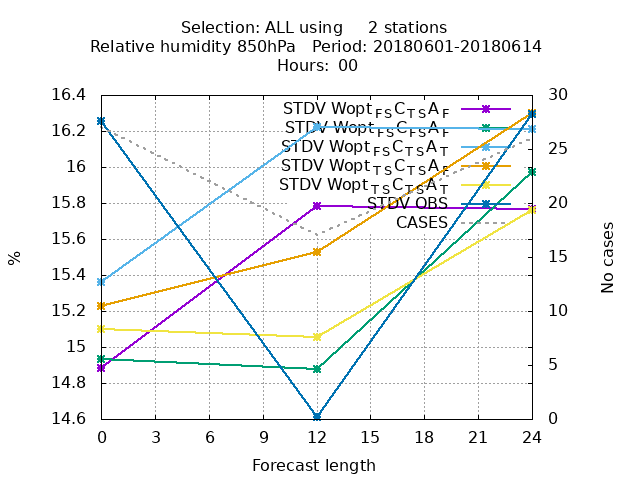 Selection: ALL using 2 stations
Relative humidity 850hPa Period: 20180601-20180614
Hours: 00
16.4
16.2
16
15.8
15.6
15.4
15.2
15
14.8
14.6
%
STDV Wopt FS C TS A F
STDV Wopt FS C FS A F
STDV Wopt FS C TS A T
STDV Wopt TS C TS A F
STDV Wopt TS C TS A T
STDV OBS
CASES
30
25
20
15
10
5
0
No cases
0 3 6 9 12 15 18 21 24
Forecast length